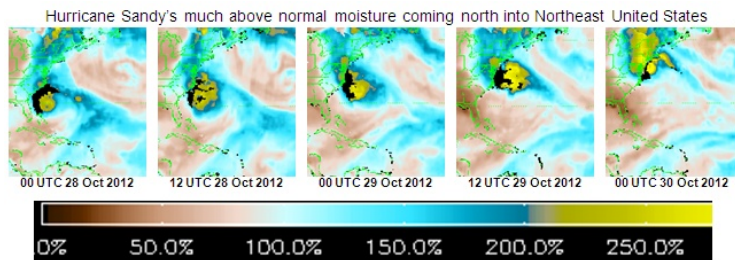 Hurricane Sandy's much above normal moisture coming north into Northeast United States
00 UTC 28 Oct 2012 12 UTC 28 Oct 2012 00 UTC 29 Oct 2012 12 UTC 29 Oct 2012 00 UTC 30 Oct 2012
.0% 50.0% 100.0% 150.0% 200.0% 250.0%